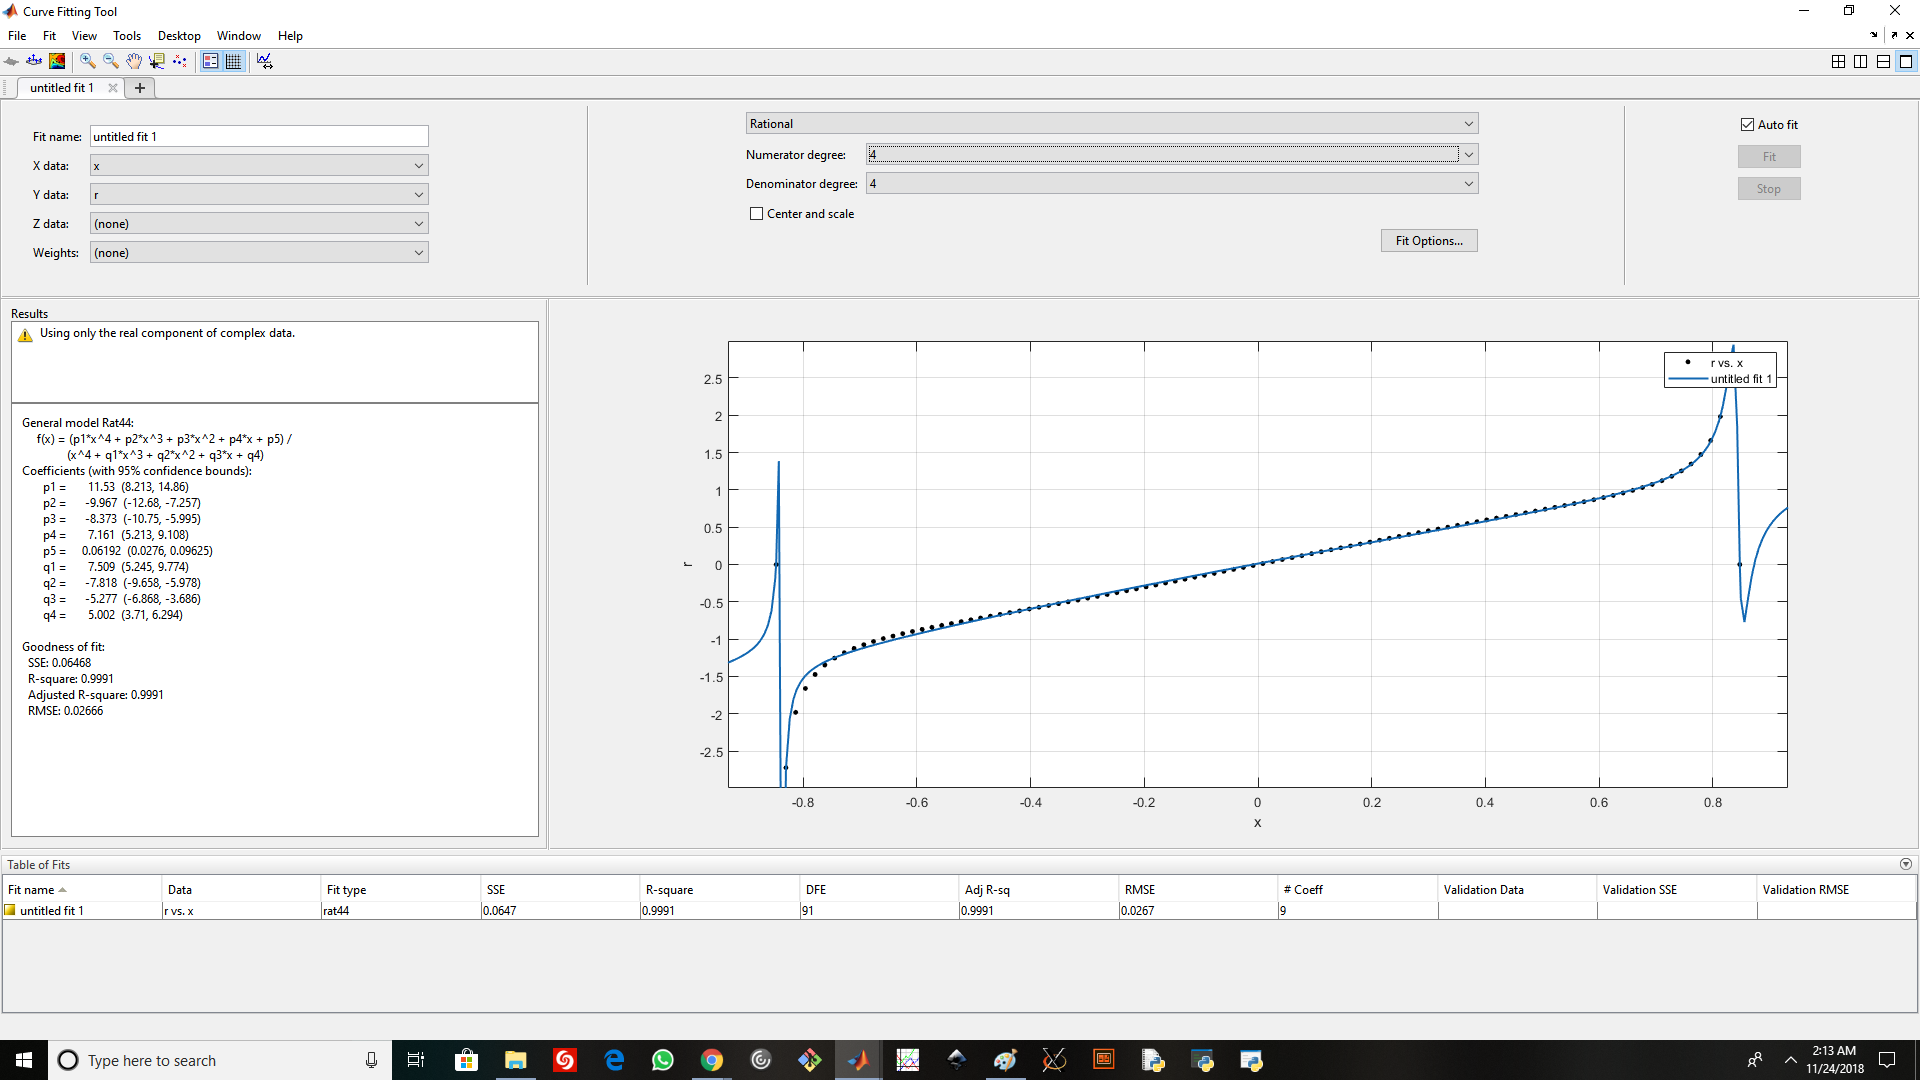 Curve Fitting Tool
File Fit View Tools Desktop Window Help
untitled fit 1
Fit name: untitled fit 1
X data: x
Y data: r
Z data: (none)
Weights: (none)
Rational
Numerator degree: 4
Denominator degree: 4
Center and scale
Fit Options...
Auto fit
Fit
Stop
Results
Using only the real component of complex data.
General model Rat44:
f(x) = (p1*x^4 + p2*x^3 + p3*x^2 + p4*x + p5) /
(x^4 + q1*x^3 + q2*x^2 + q3*x + q4)
Coefficients (with 95% confidence bounds):
p1 = 11.53 (8.213, 14.86)
p2 = -9.967 (-12.68, -7.257)
p3 = -8.373 (-10.75, -5.995)
p4 = 7.161 (5.213, 9.108)
p5 = 0.06192 (0.0276, 0.09625)
q1 = 7.509 (5.245, 9.774)
q2 = -7.818 (-9.658, -5.978)
q3 = -5.277 (-6.868, -3.686)
q4 = 5.002 (3.71, 6.294)
Goodness of fit:
SSE: 0.06468
R-square: 0.9991
Adjusted R-square: 0.9991
RMSE: 0.02666
r vs. x
untitled fit 1
2.5
2
1.5
1
0.5
0
-0.5
-1
-1.5
-2
-2.5
r
-0.8 -0.6 -0.4 -0.2 0 0.2 0.4 0.6 0.8
x
Table of Fits
Fit name Data Fit type SSE R-square DFE Adj R-sq RMSE # Coeff Validation Data Validation SSE Validation RMSE
untitled fit 1 r vs. x rat44 0.0647 0.9991 91 0.9991 0.0267 9
Type here to search
2:13 AM
11/24/2018